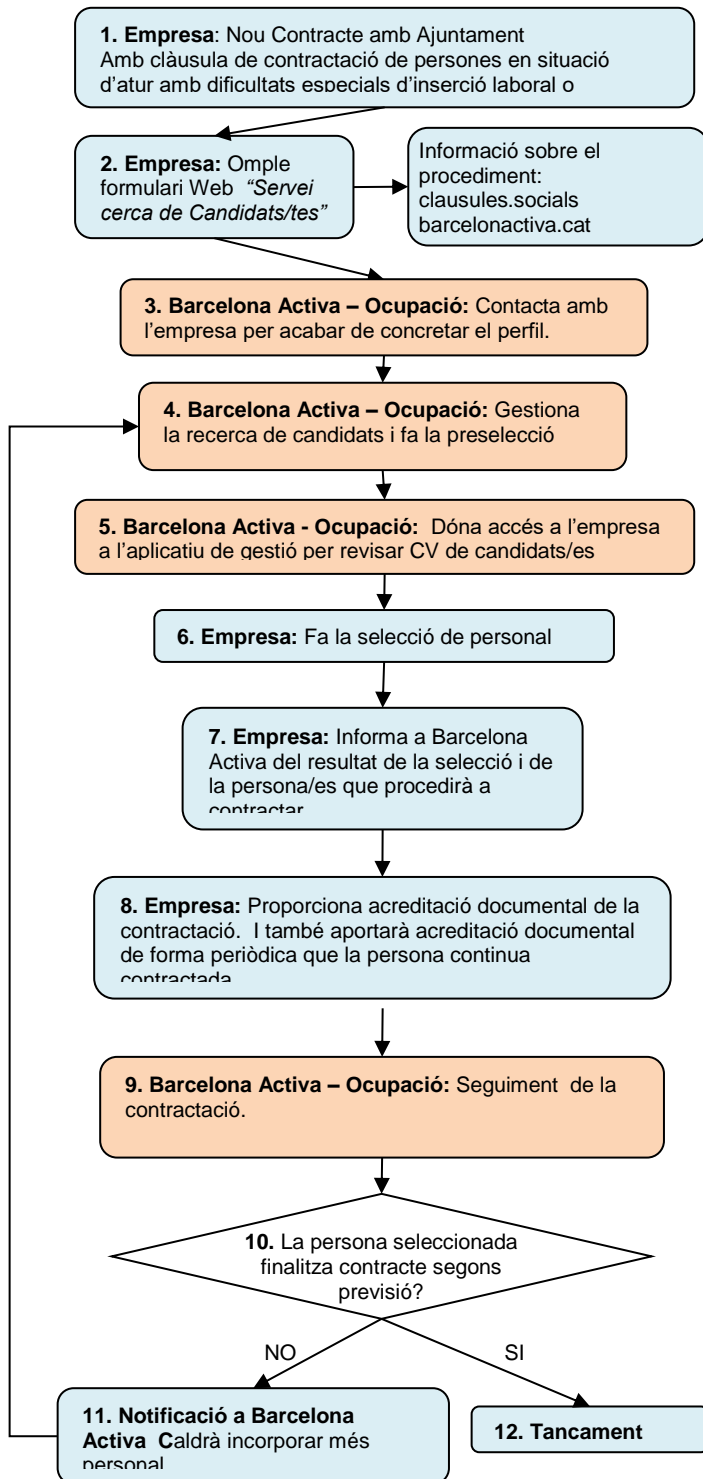 1. Empresa: Nou Contracte amb Ajuntament
Amb clàusula de contractació de persones en situació
d'atur amb dificultats especials d'inserció laboral o
2. Empresa: Omple
formulari Web "Servei
cerca de Candidats/tes"
Informació sobre el
procediment:
clausules.socials
barcelonactiva.cat
3. Barcelona Activa – Ocupació: Contacta amb
l'empresa per acabar de concretar el perfil.
4. Barcelona Activa – Ocupació: Gestiona
la recerca de candidats i fa la preselecció
5. Barcelona Activa - Ocupació: Dóna accés a l'empresa
a l'aplicatiu de gestió per revisar CV de candidats/es
6. Empresa: Fa la selecció de personal
7. Empresa: Informa a Barcelona
Activa del resultat de la selecció i de
la persona/es que procedirà a
contractar
8. Empresa: Proporciona acreditació documental de la
contractació. I també aportarà acreditació documental
de forma periòdica que la persona continua
contractada
9. Barcelona Activa – Ocupació: Seguiment de la
contractació.
10. La persona seleccionada
finalitza contracte segons
previsió?
NO
SI
11. Notificació a Barcelona
Activa Caldrà incorporar més
personal
12. Tancament